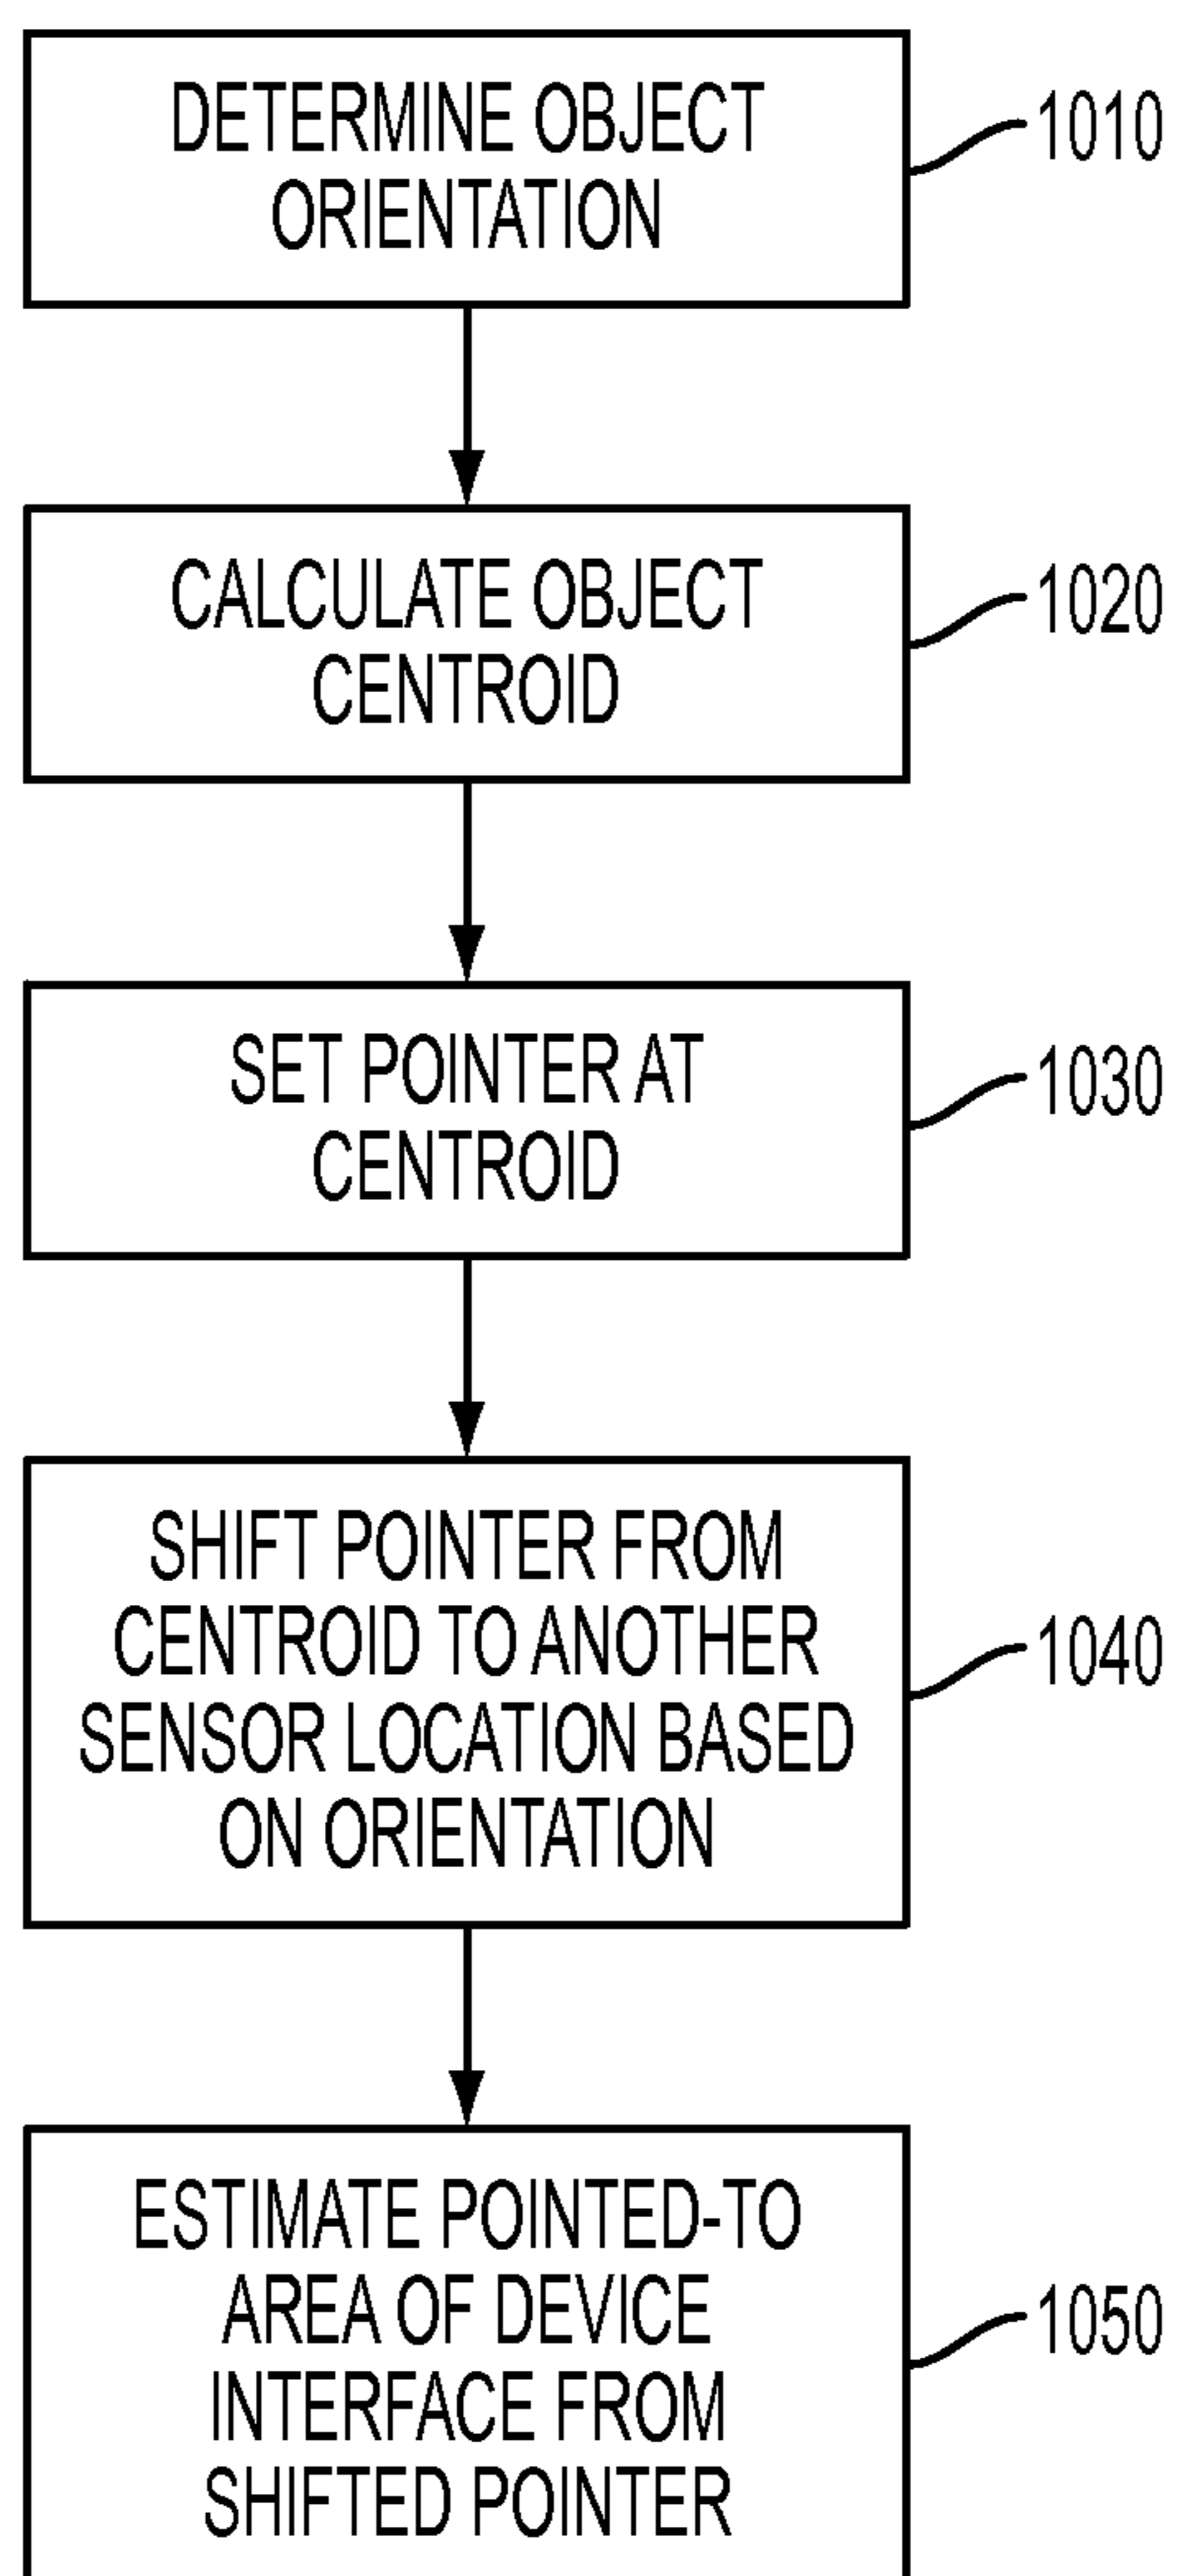 DETERMINE OBJECT
ORIENTATION
1010
CALCULATE OBJECT
CENTROID
1020
SET POINTER AT
CENTROID
1030
SHIFT POINTER FROM
CENTROID TO ANOTHER
SENSOR LOCATION BASED
ON ORIENTATION
1040
ESTIMATE POINTED-TO
AREA OF DEVICE
INTERFACE FROM
SHIFTED POINTER
1050